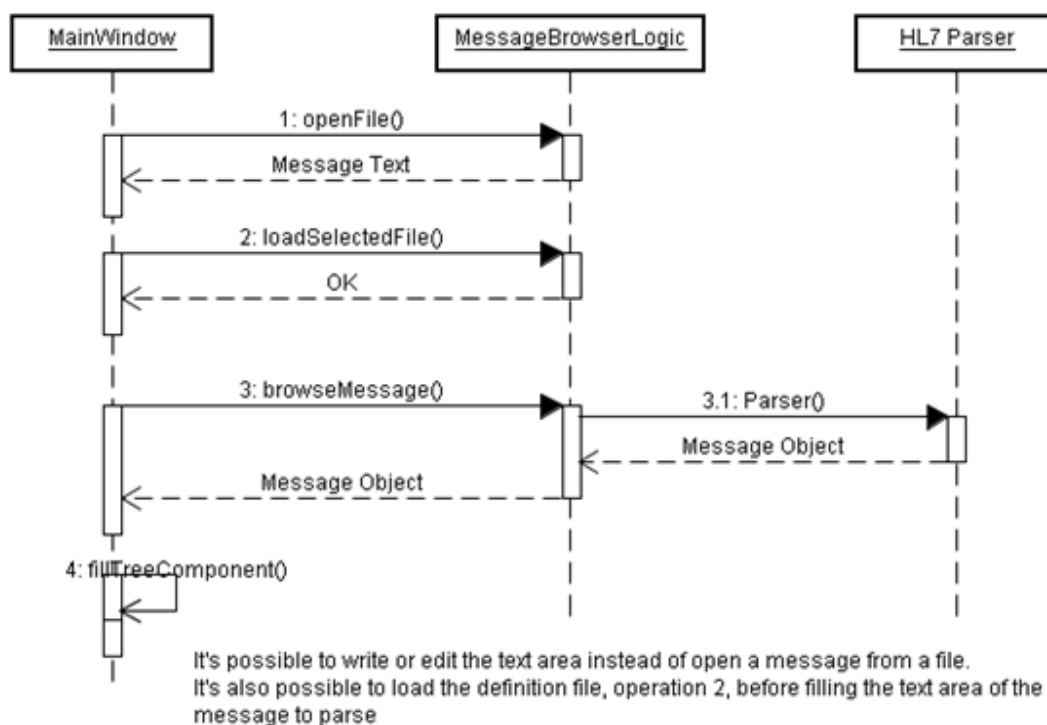 MainWindow
MessageBrowserLogic
HL7 Parser
1: openFile()
Message Text
2: loadSelectedFile()
OK
3: browseMessage()
3.1: Parser()
Message Object
Message Object
4: fillTreeComponent()
It's possible to write or edit the text area instead of open a message from a file.
It's also possible to load the definition file, operation 2, before filling the text area of the
message to parse